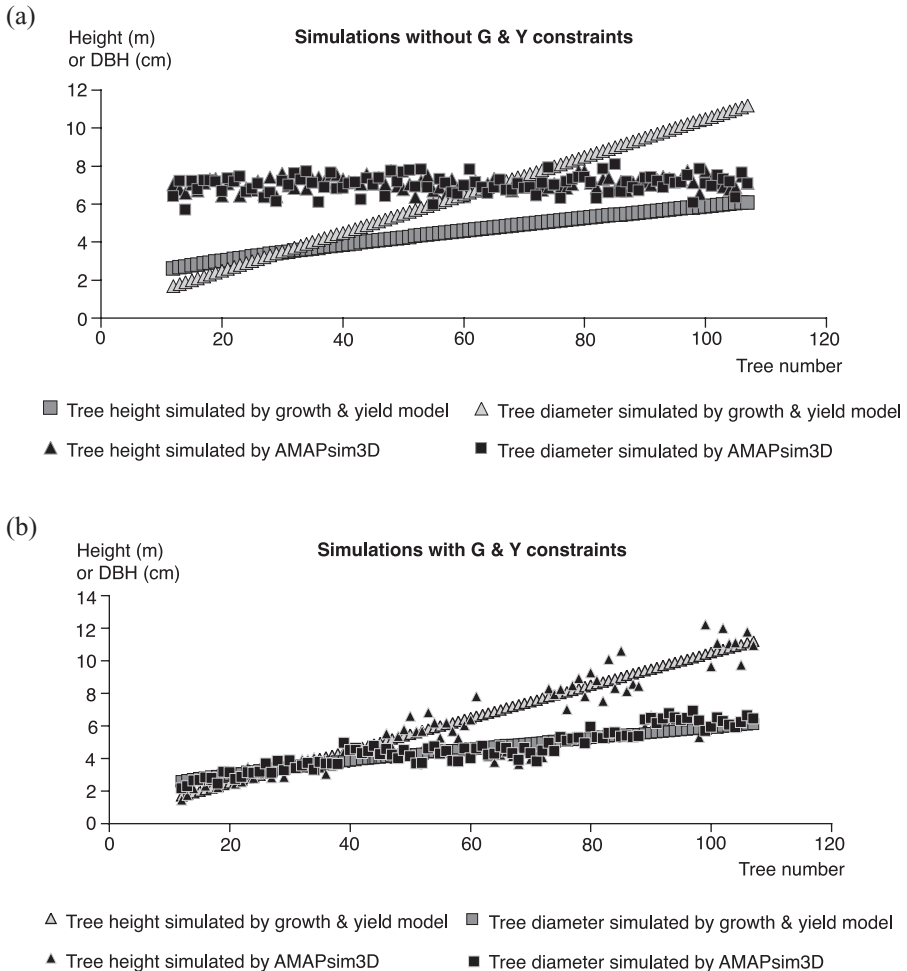 (a)
Height (m)
or DBH (cm)
Simulations without G & Y constraints
12
10
8
6
4
2
0
0 20 40 60 80 100 120
Tree number
Tree height simulated by growth & yield model
Tree diameter simulated by growth & yield model
Tree height simulated by AMAPsim3D
Tree diameter simulated by AMAPsim3D
(b)
Height (m)
or DBH (cm)
Simulations with G & Y constraints
14
12
10
8
6
4
2
0
0 20 40 60 80 100 120
Tree number
Tree height simulated by growth & yield model
Tree diameter simulated by growth & yield model
Tree height simulated by AMAPsim3D
Tree diameter simulated by AMAPsim3D